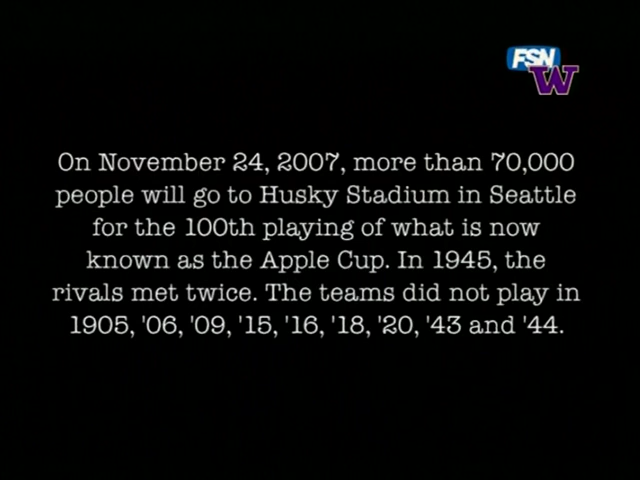 FSN
W
On November 24, 2007, more than 70,000
people will go to Husky Stadium in Seattle
for the 100th playing of what is now
known as the Apple Cup. In 1945, the
rivals met twice. The teams did not play in
1905, '06, '09, '15, '16, '18, '20, '43 and '44.